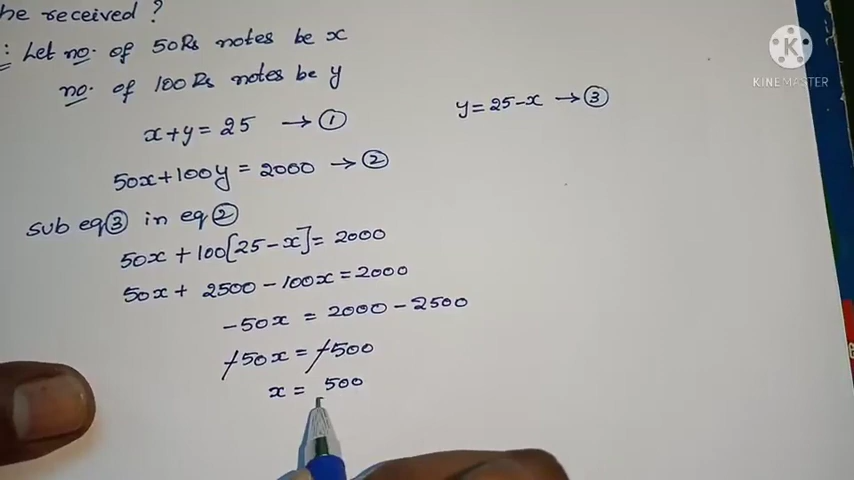 he received ?
: Let no. of 50Rs notes be x
no. of 100 Rs notes be y
x+y = 25 → ①
y = 25-x → ③
50x+100y = 2000 → ②
sub eq③ in eq②
50x + 100[25-x] = 2000
50x + 2500 - 100x = 2000
-50x = 2000 - 2500
-50x = -500
x = 500
KINEMASTER